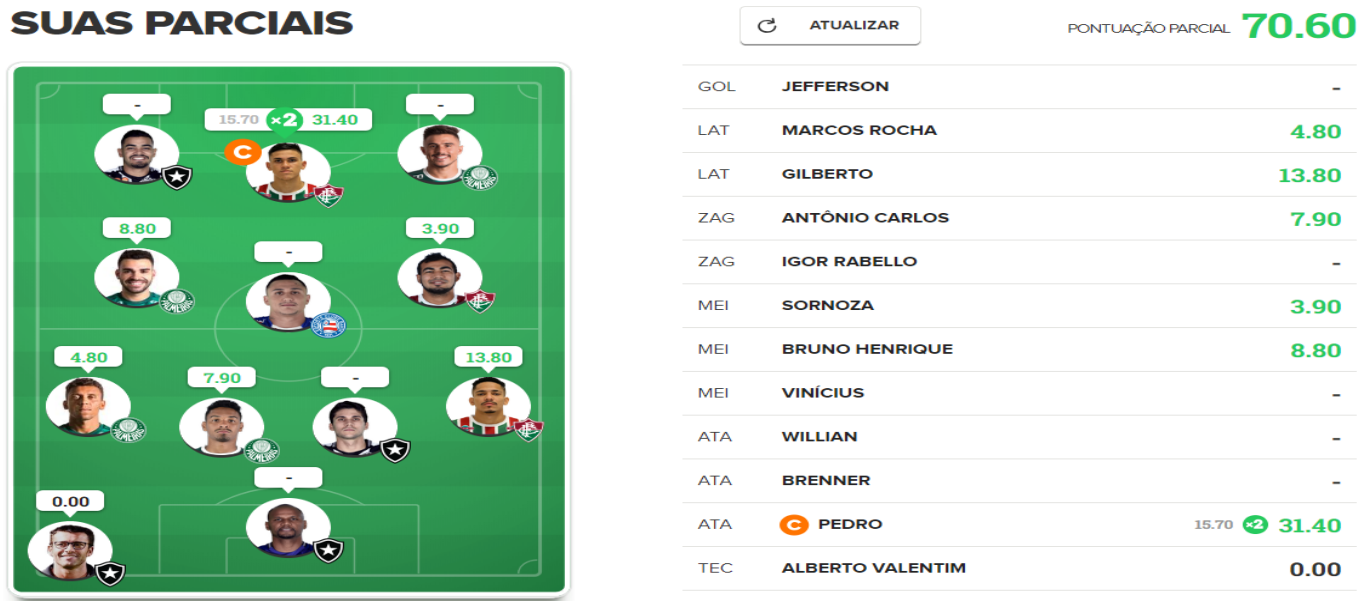 SUAS PARCIAIS
ATUALIZAR
PONTUAÇÃO PARCIAL 70.60
-
15.70 ×2 31.40
-
C
8.80
-
3.90
4.80
7.90
-
13.80
-
0.00
PALMEIRAS
GOL JEFFERSON -
LAT MARCOS ROCHA 4.80
LAT GILBERTO 13.80
ZAG ANTÔNIO CARLOS 7.90
ZAG IGOR RABELLO -
MEI SORNOZA 3.90
MEI BRUNO HENRIQUE 8.80
MEI VINÍCIUS -
ATA WILLIAN -
ATA BRENNER -
ATA C PEDRO 15.70 ×2 31.40
TEC ALBERTO VALENTIM 0.00